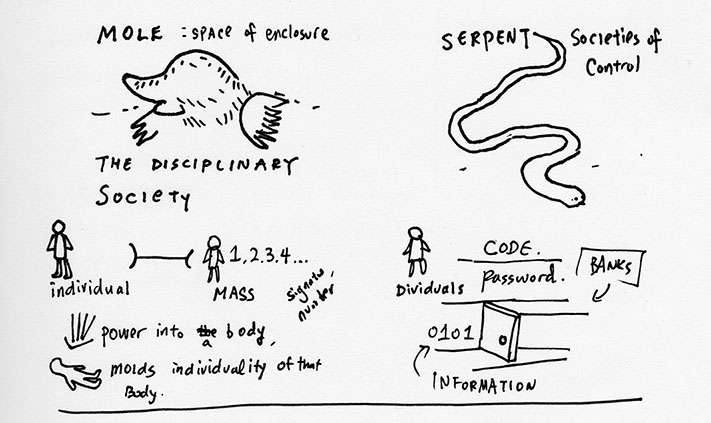 MOLE : SPACE of enclosure
THE DISCIPLINARY
Society
individual
MASS
1,2.3.4...
signatu,
number
power into the a body,
molds individuality of that
Body.
SERPENT
Societies of
Control
Dividuals
CODE.
Password.
BANKS
0101
INFORMATION